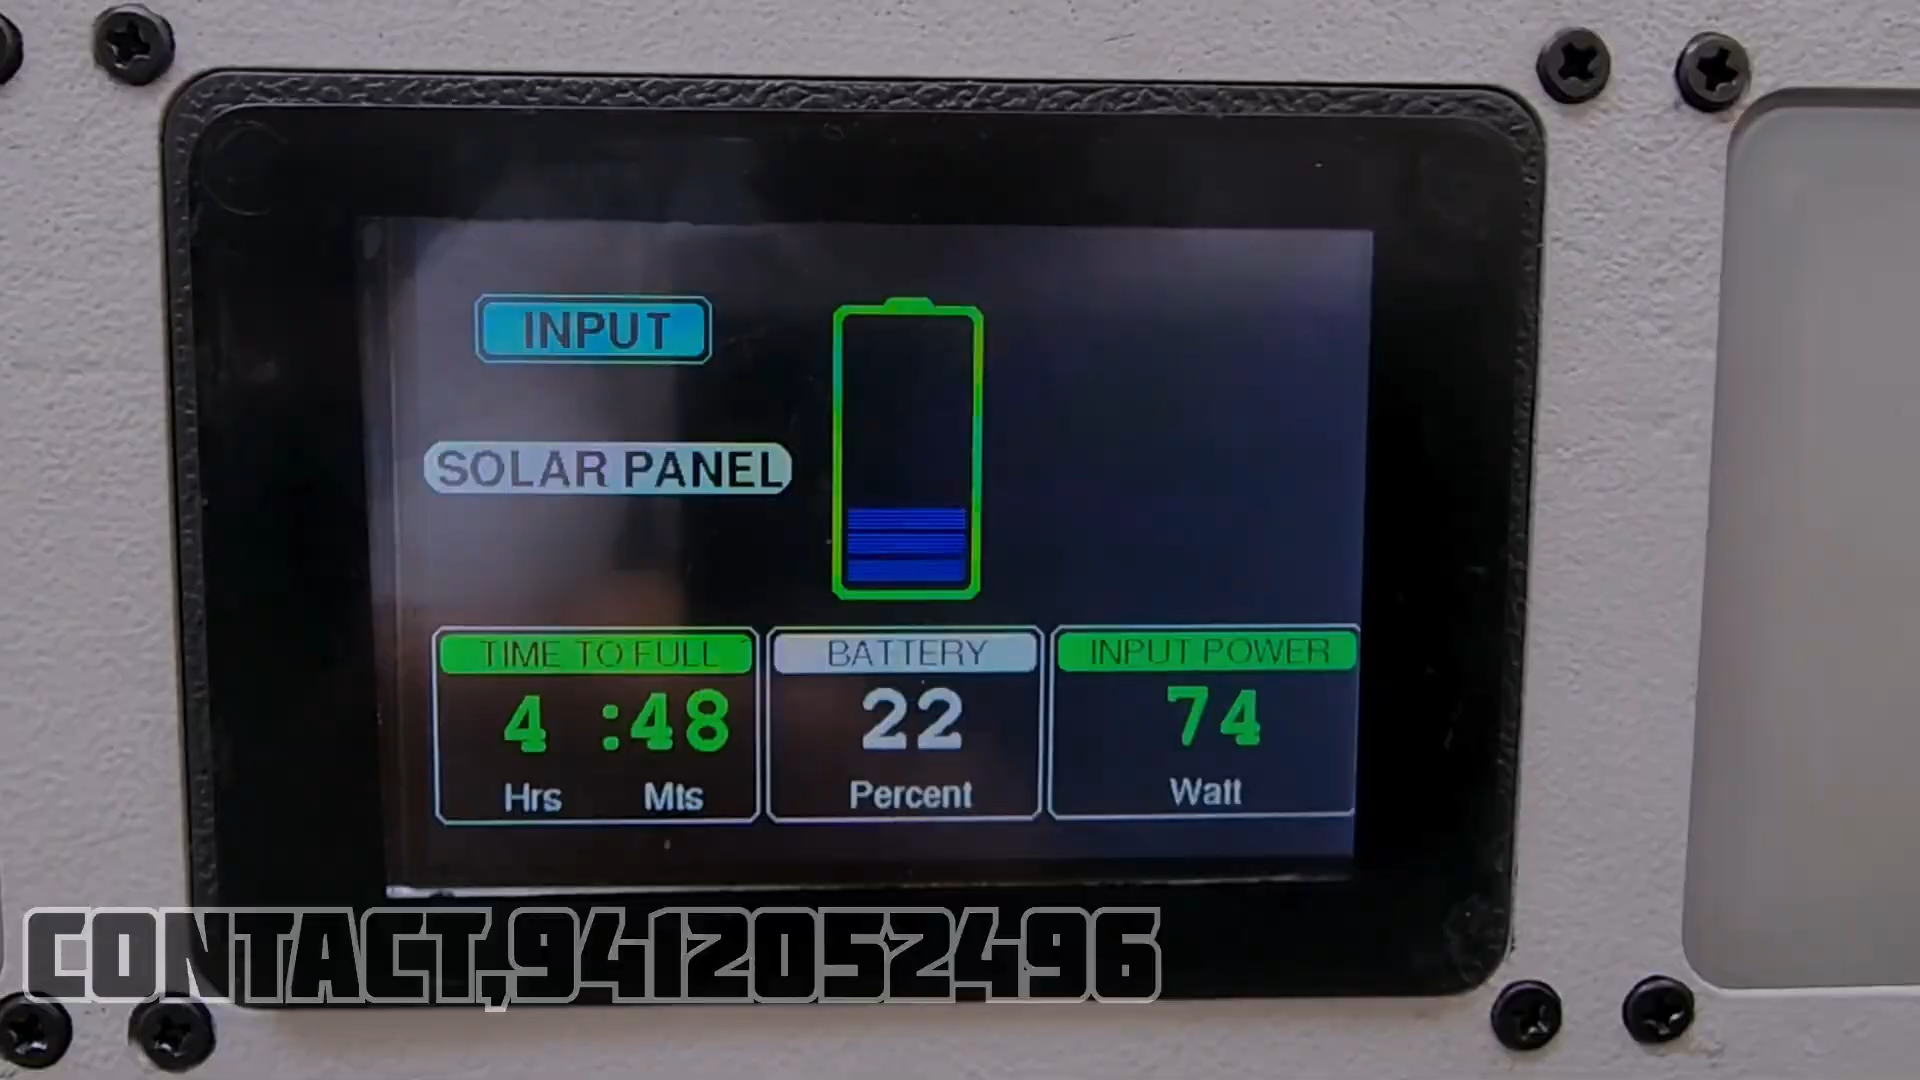 INPUT
SOLAR PANEL
TIME TO FULL
4 :48
Hrs Mts
BATTERY
22
Percent
INPUT POWER
74
Watt
CONTACT,9412052496